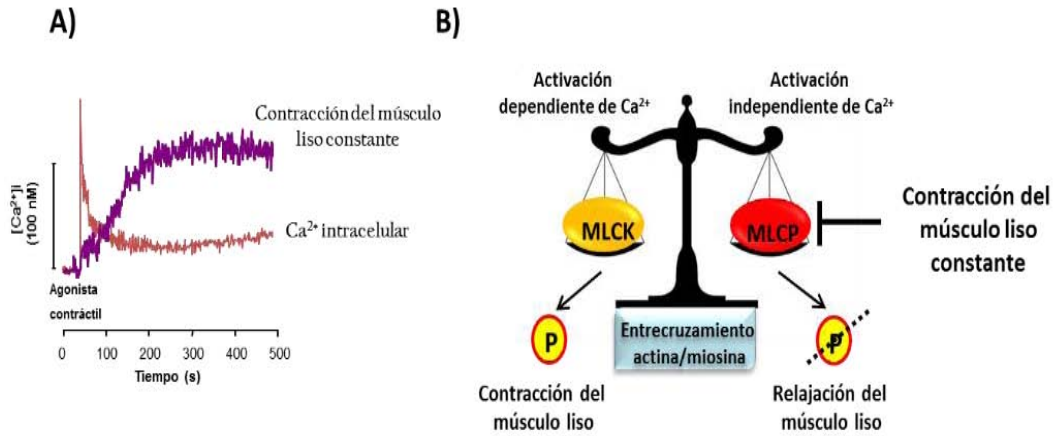 A)
Contracción del músculo
liso constante
[Ca²⁺]i
(100 nM)
Ca²⁺ intracelular
Agonista
contráctil
0 100 200 300 400 500
Tiempo (s)
B)
Activación
dependiente de Ca²⁺
Activación
independiente de Ca²⁺
MLCK
MLCP
Contracción del
músculo liso
constante
P
P
Entrecruzamiento
actina/miosina
Contracción del
músculo liso
Relajación del
músculo liso